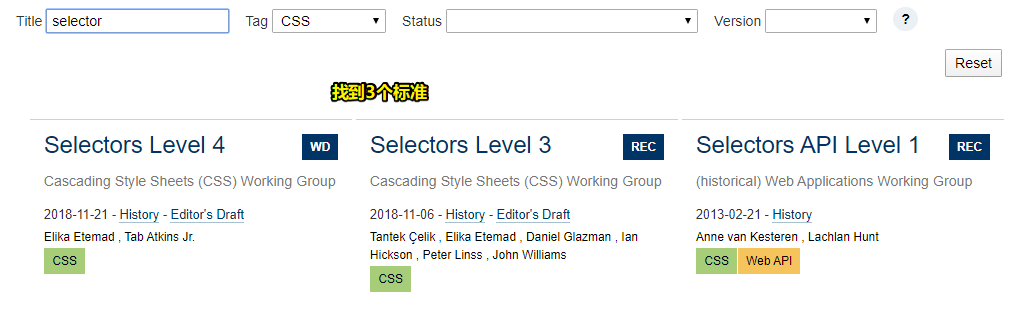 Title selector Tag CSS Status Version ?
Reset
找到3个标准
Selectors Level 4 WD
Cascading Style Sheets (CSS) Working Group
2018-11-21 - History - Editor's Draft
Elika Etemad , Tab Atkins Jr.
CSS
Selectors Level 3 REC
Cascading Style Sheets (CSS) Working Group
2018-11-06 - History - Editor's Draft
Tantek Çelik , Elika Etemad , Daniel Glazman , Ian
Hickson , Peter Linss , John Williams
CSS
Selectors API Level 1 REC
(historical) Web Applications Working Group
2013-02-21 - History
Anne van Kesteren , Lachlan Hunt
CSS Web API